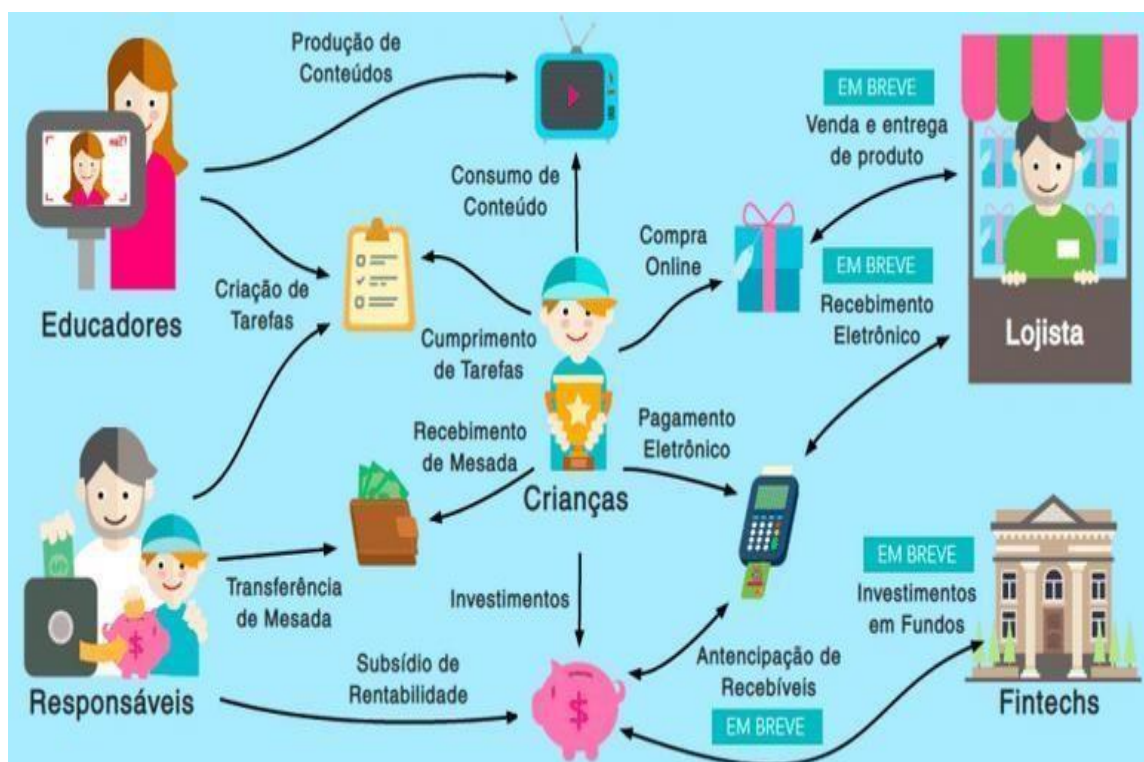 Produção de
Conteúdos
EM BREVE
Venda e entrega
de produto
Consumo de
Conteúdo
Compra
Online
EM BREVE
Recebimento
Eletrônico
Educadores
Criação de
Tarefas
Cumprimento
de Tarefas
Lojista
Recebimento
de Mesada
Pagamento
Eletrônico
Crianças
Transferência
de Mesada
Investimentos
EM BREVE
Investimentos
em Fundos
Responsáveis
Subsídio de
Rentabilidade
$
$
Antencipação de
Recebíveis
EM BREVE
Fintechs